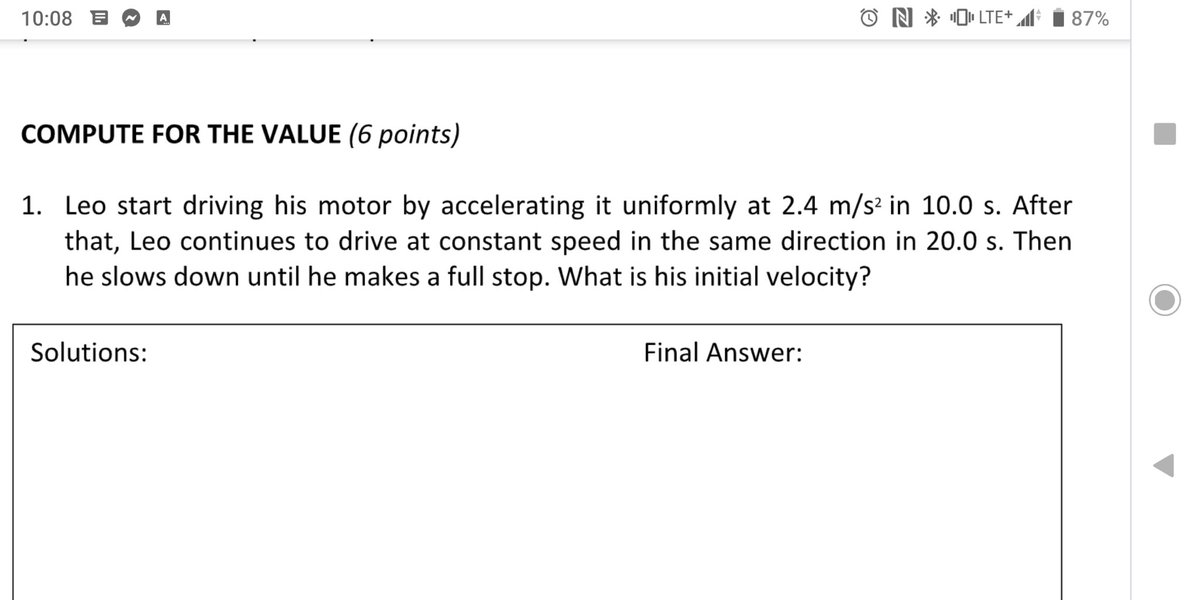 10:08 LTE+ 87%
COMPUTE FOR THE VALUE (6 points)
1. Leo start driving his motor by accelerating it uniformly at 2.4 m/s² in 10.0 s. After
that, Leo continues to drive at constant speed in the same direction in 20.0 s. Then
he slows down until he makes a full stop. What is his initial velocity?
Solutions: Final Answer: